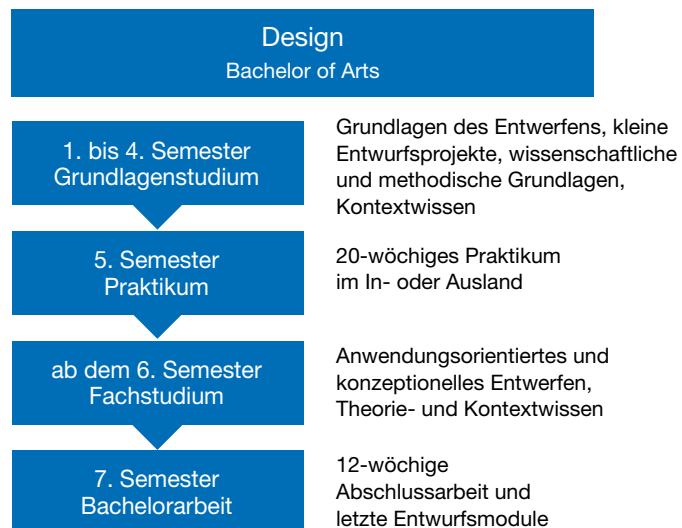 Design
Bachelor of Arts
1. bis 4. Semester
Grundlagenstudium
Grundlagen des Entwerfens, kleine
Entwurfsprojekte, wissenschaftliche
und methodische Grundlagen,
Kontextwissen
5. Semester
Praktikum
20-wöchiges Praktikum
im In- oder Ausland
ab dem 6. Semester
Fachstudium
Anwendungsorientiertes und
konzeptionelles Entwerfen,
Theorie- und Kontextwissen
7. Semester
Bachelorarbeit
12-wöchige
Abschlussarbeit und
letzte Entwurfsmodule